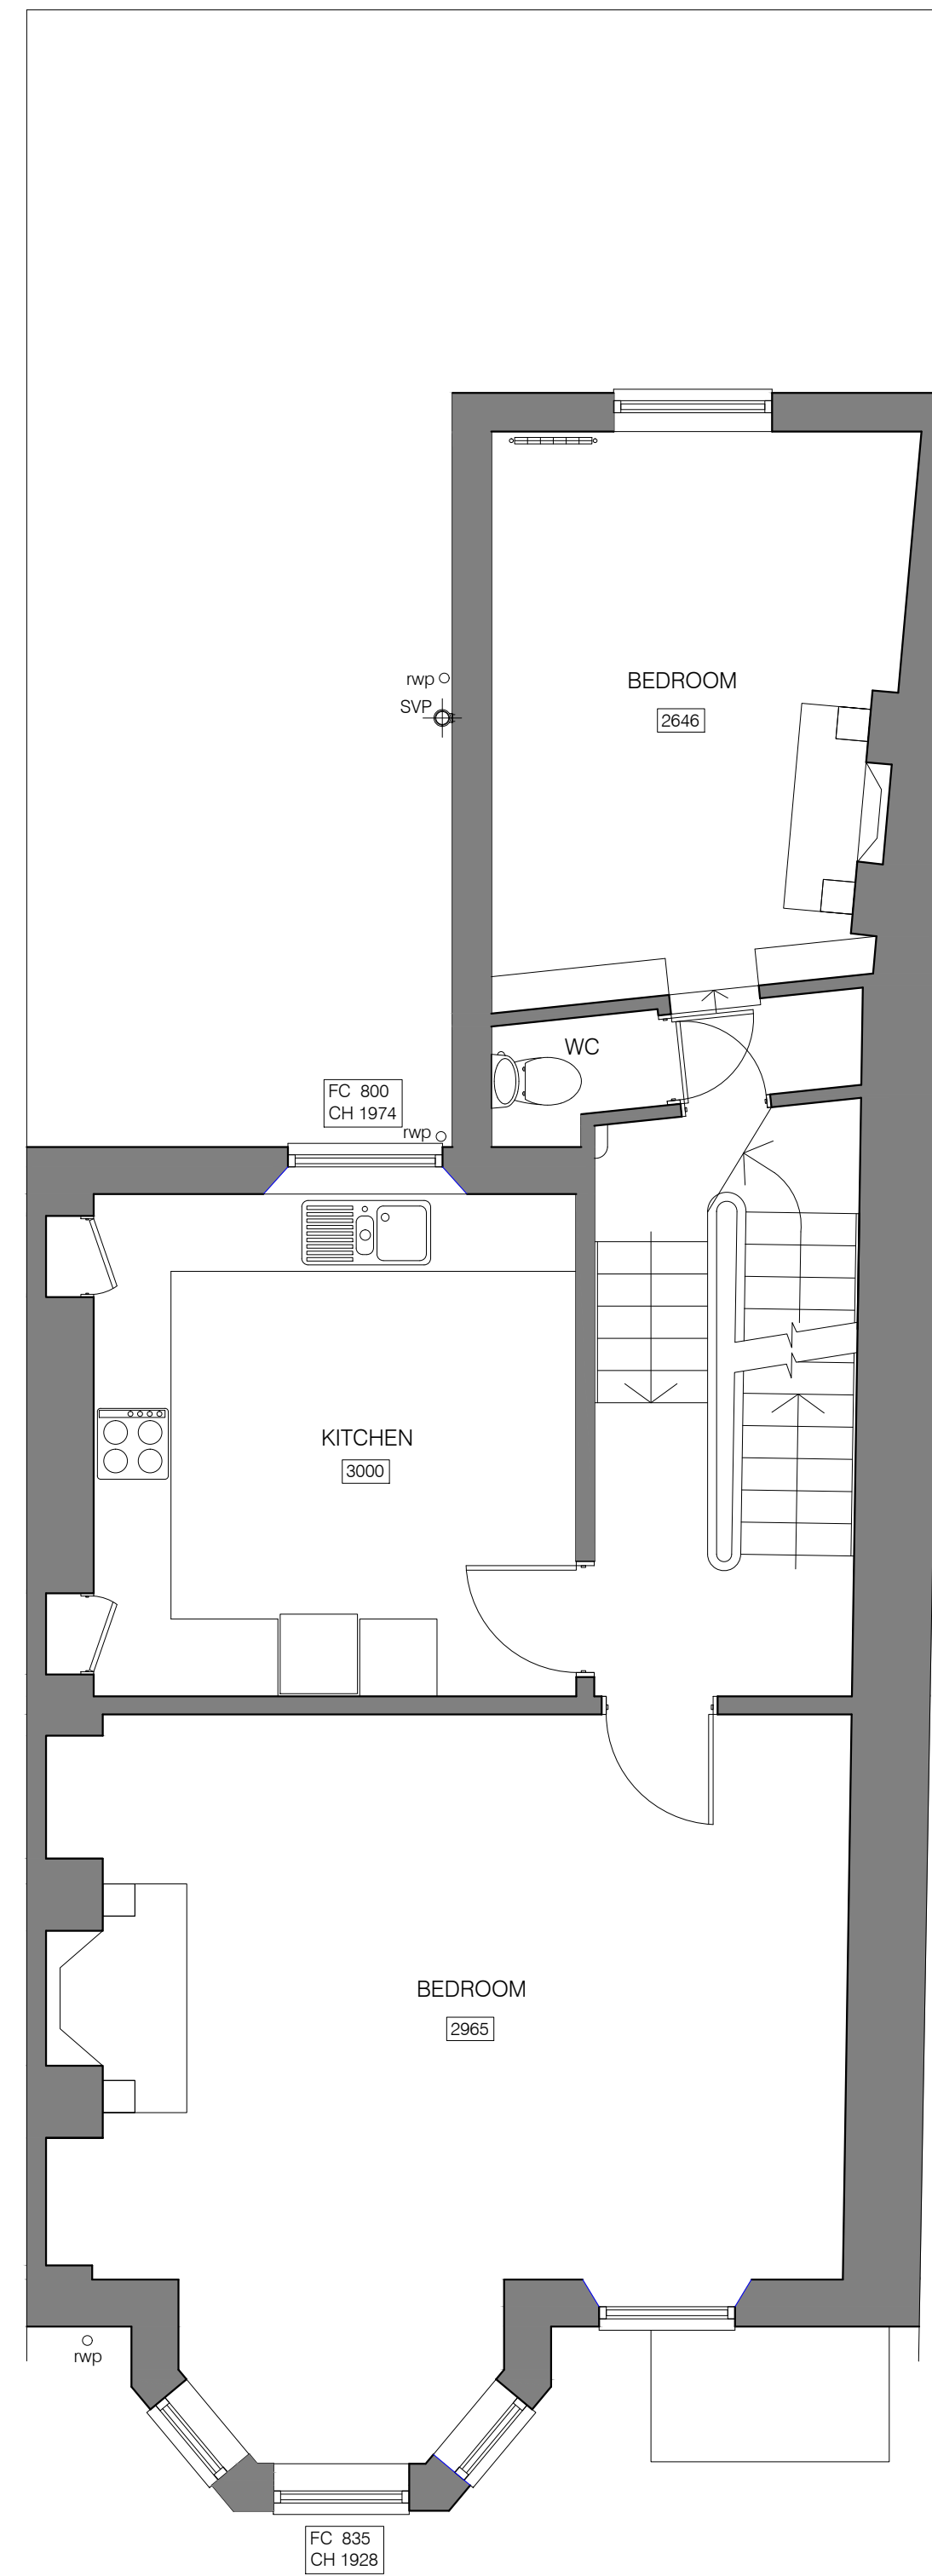 rwp
BEDROOM
SVP
2646
WC
FC 800
CH 1974
rwp
KITCHEN
3000
BEDROOM
2965
rwp
FC 835
CH 1928